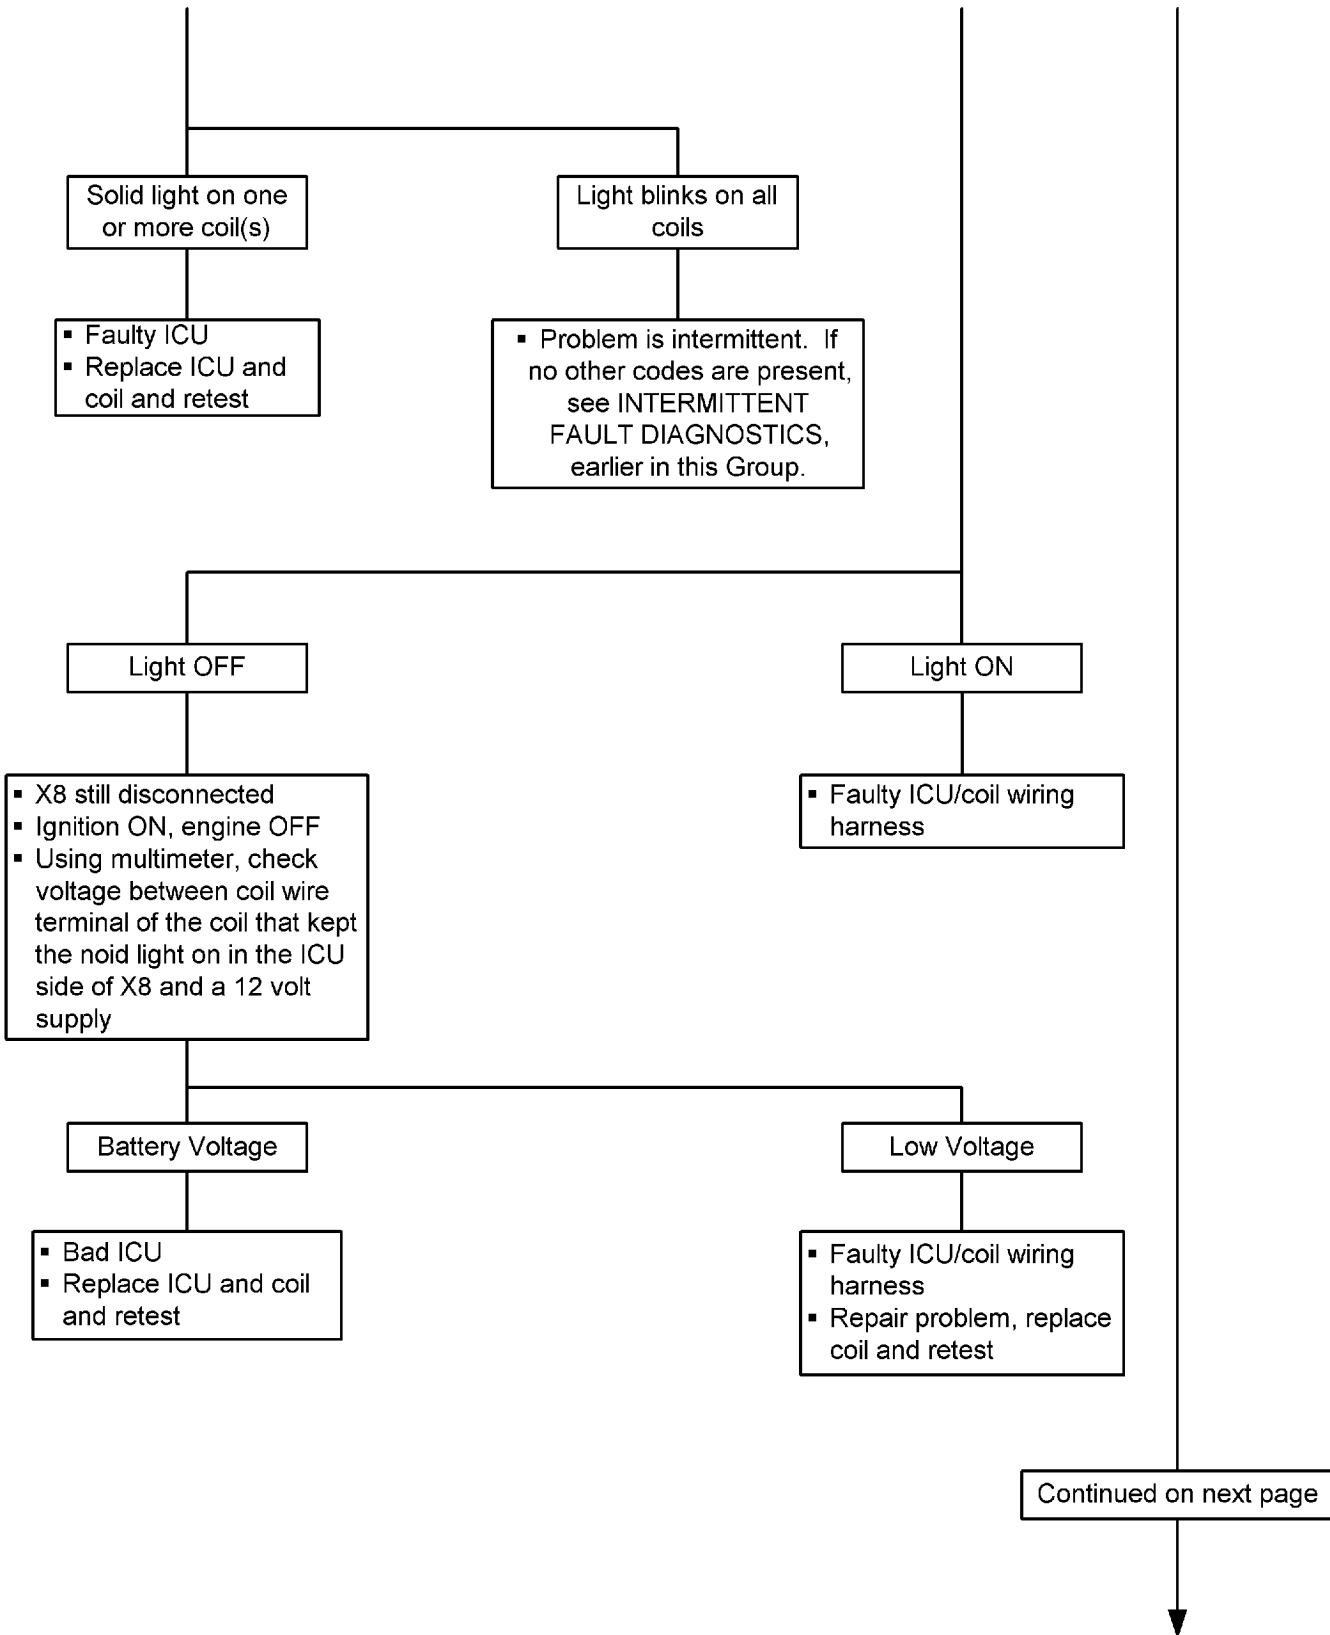 Solid light on one
or more coil(s)
Light blinks on all
coils
▪ Faulty ICU
▪ Replace ICU and
coil and retest
▪ Problem is intermittent. If
no other codes are present,
see INTERMITTENT
FAULT DIAGNOSTICS,
earlier in this Group.
Light OFF
Light ON
▪ X8 still disconnected
▪ Ignition ON, engine OFF
▪ Using multimeter, check
voltage between coil wire
terminal of the coil that kept
the noid light on in the ICU
side of X8 and a 12 volt
supply
▪ Faulty ICU/coil wiring
harness
Battery Voltage
Low Voltage
▪ Bad ICU
▪ Replace ICU and coil
and retest
▪ Faulty ICU/coil wiring
harness
▪ Repair problem, replace
coil and retest
Continued on next page